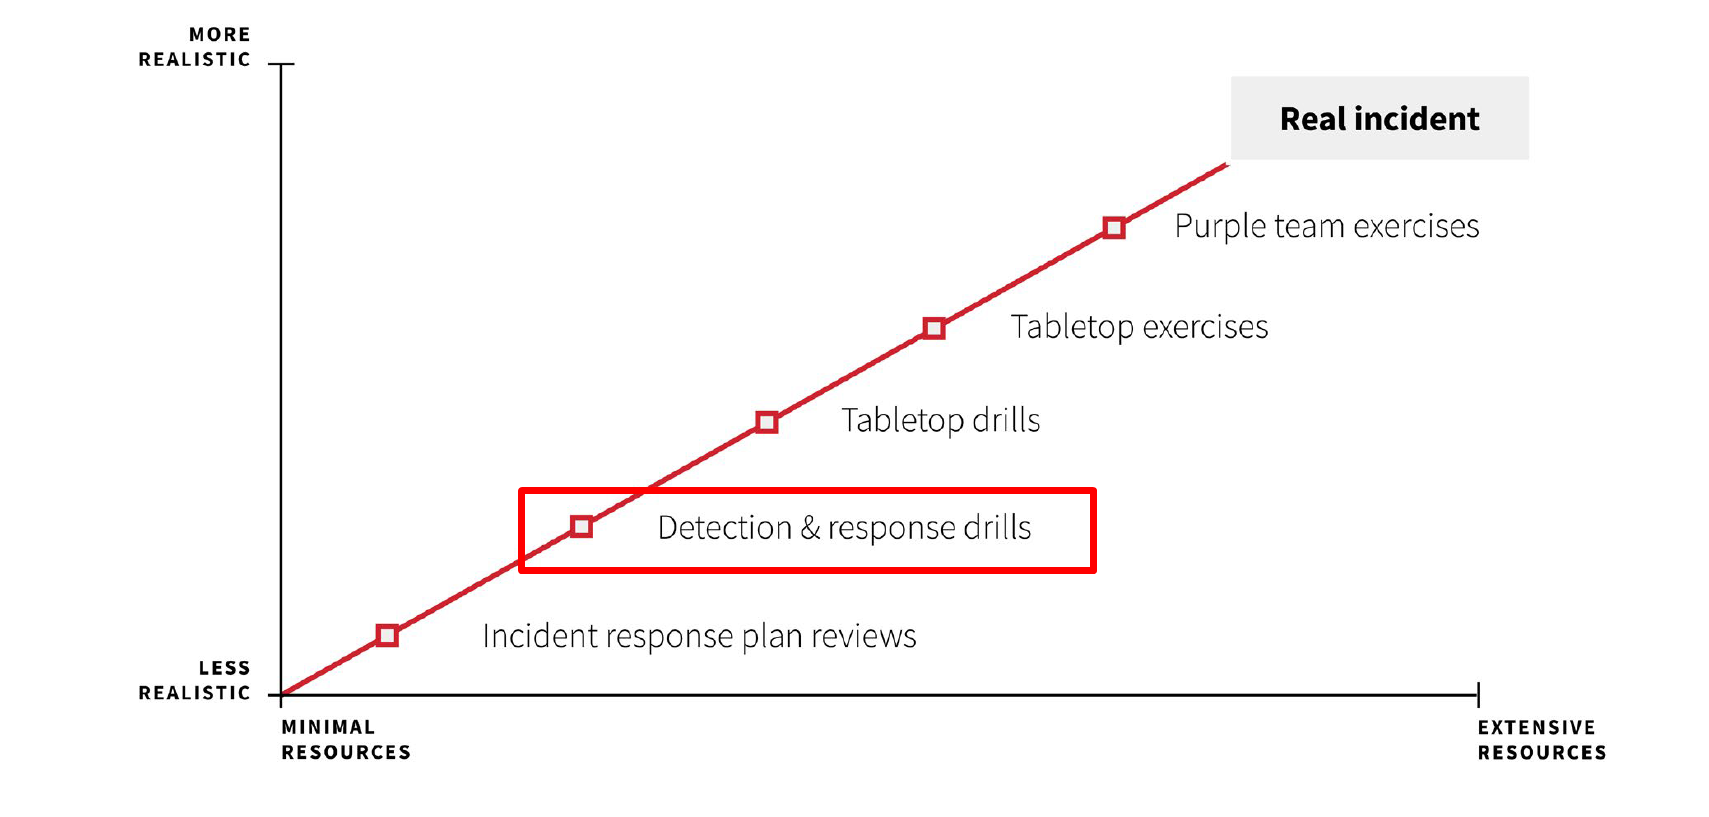 MORE
REALISTIC
Real incident
Purple team exercises
Tabletop exercises
Tabletop drills
Detection & response drills
Incident response plan reviews
LESS
REALISTIC
MINIMAL
RESOURCES
EXTENSIVE
RESOURCES